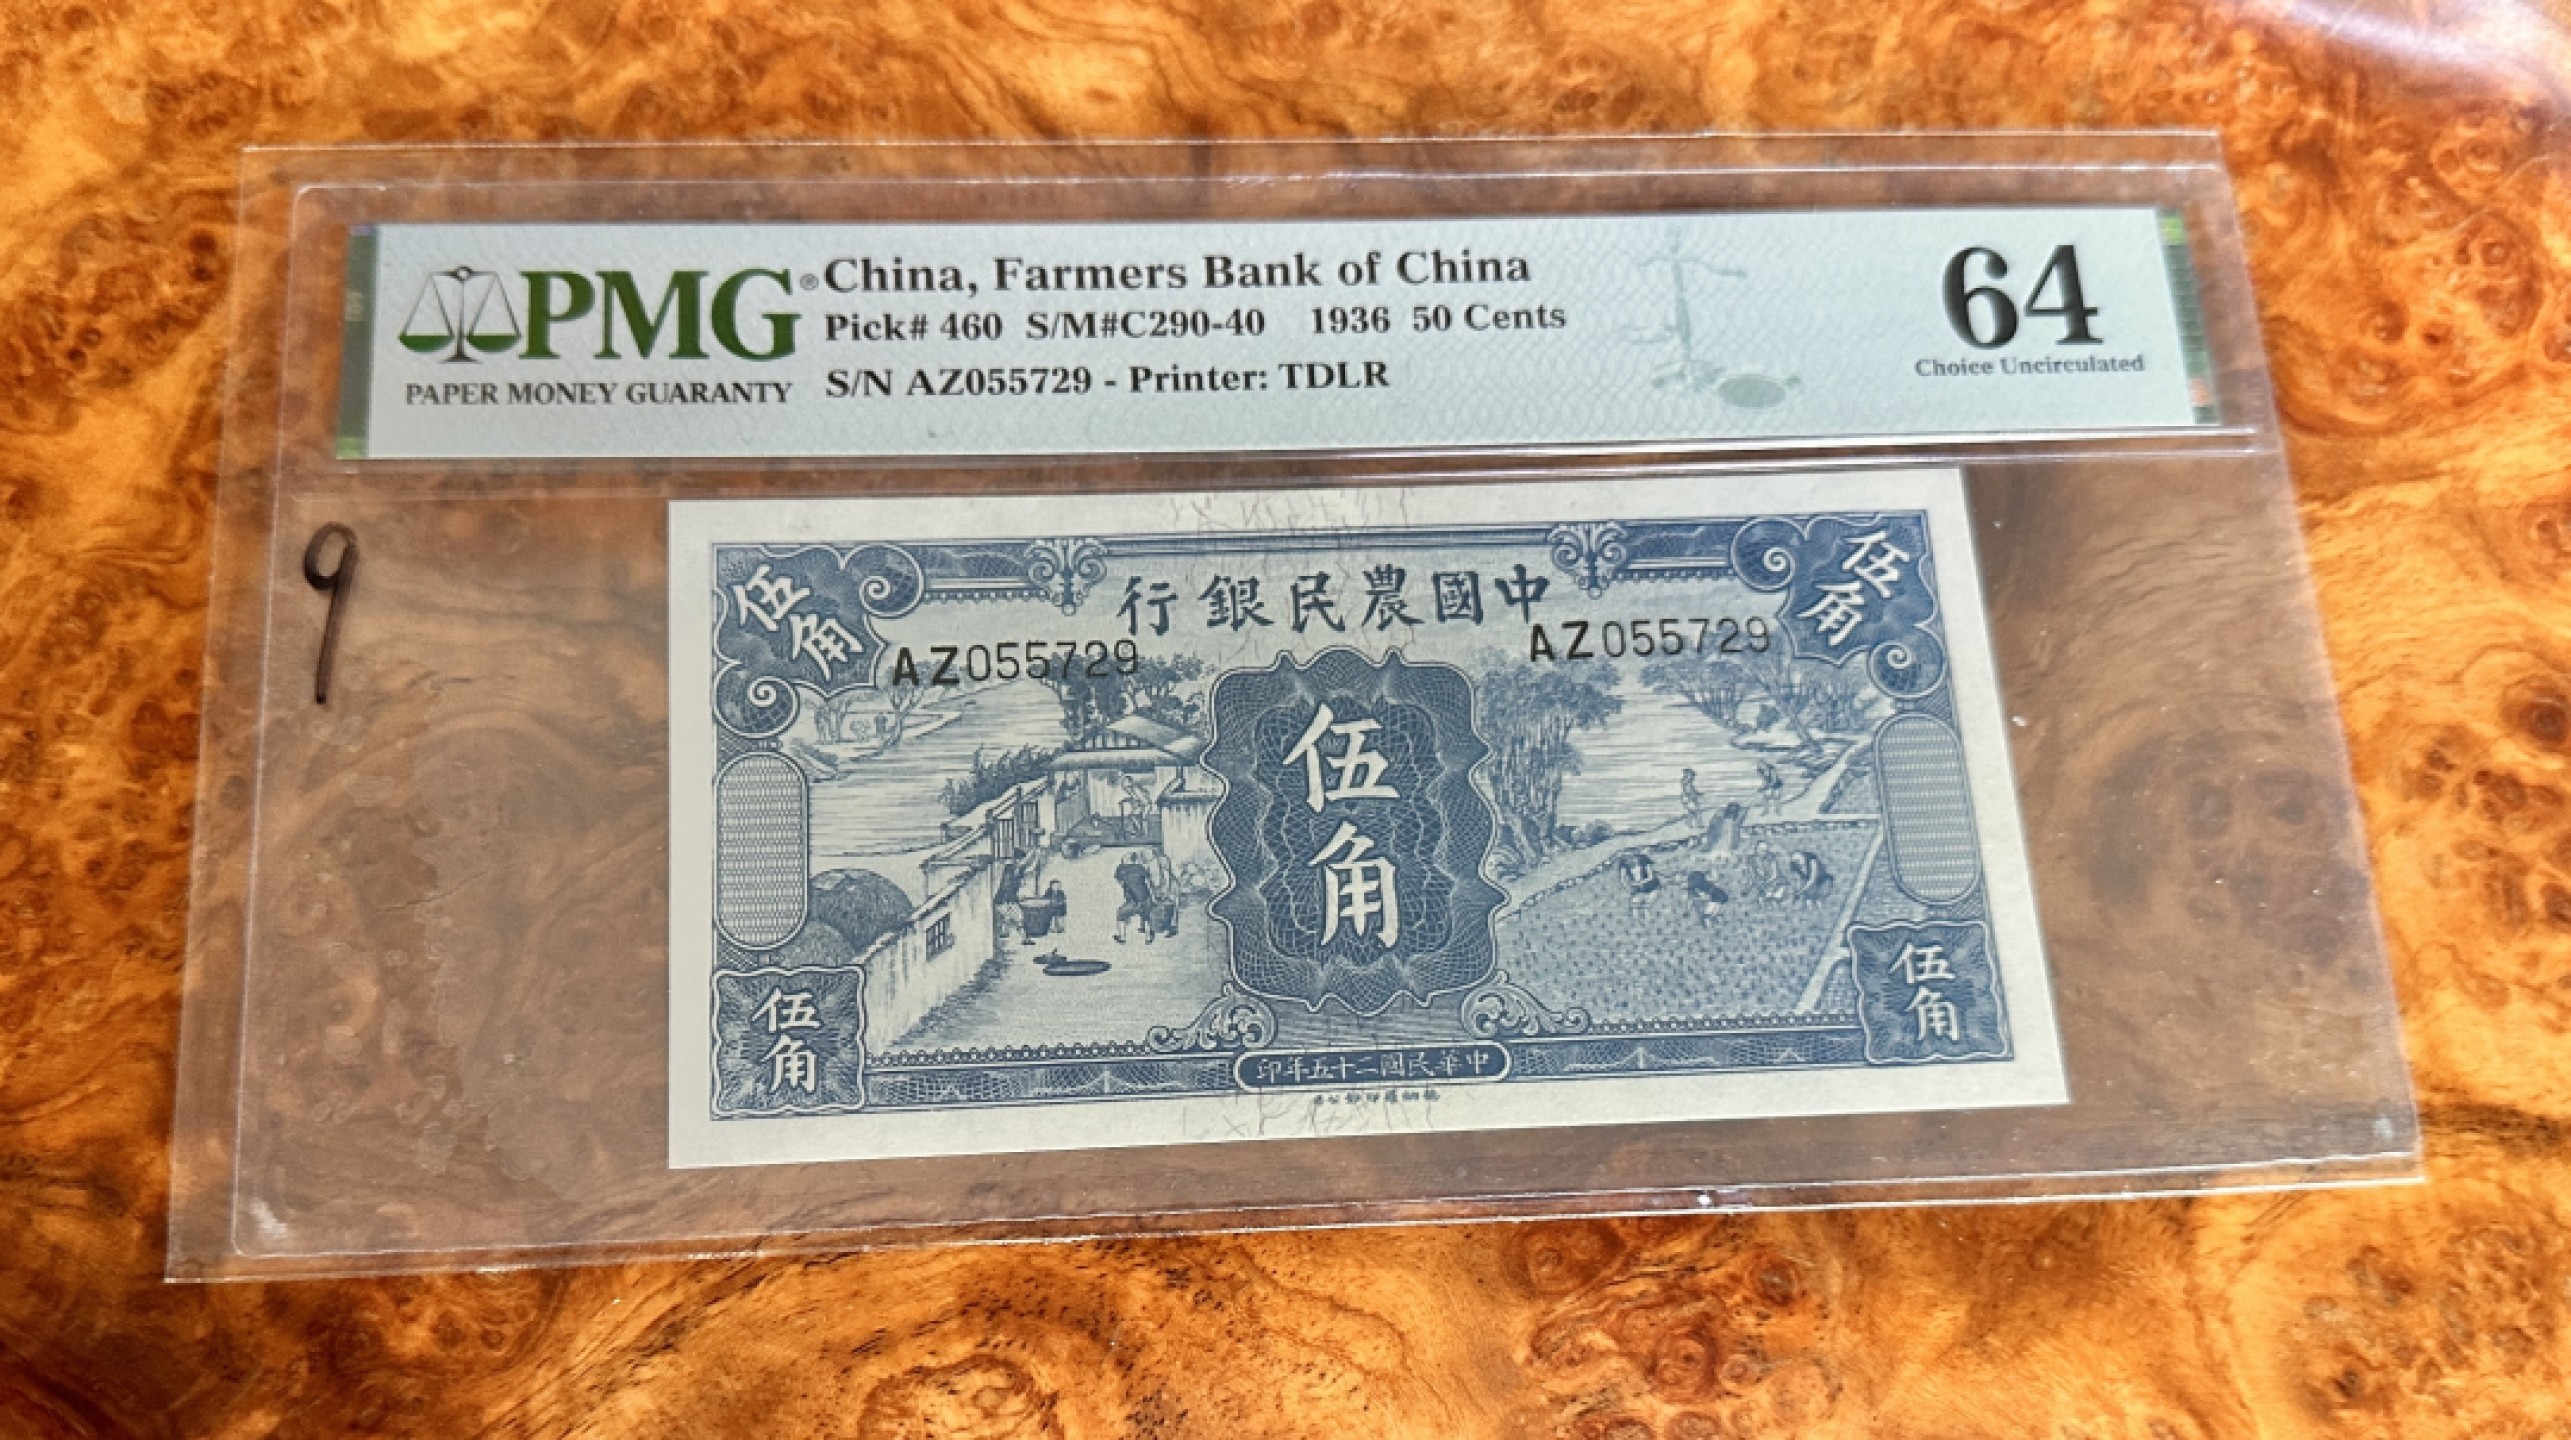 PMG® China, Farmers Bank of China
Pick# 460 S/M#C290-40 1936 50 Cents
PAPER MONEY GUARANTY S/N AZ055729 - Printer: TDLR
64
Choice Uncirculated
9
行銀民農國中
伍角
伍角
AZ055729
AZ055729
伍角
伍角
伍角
印年五十二國民華中